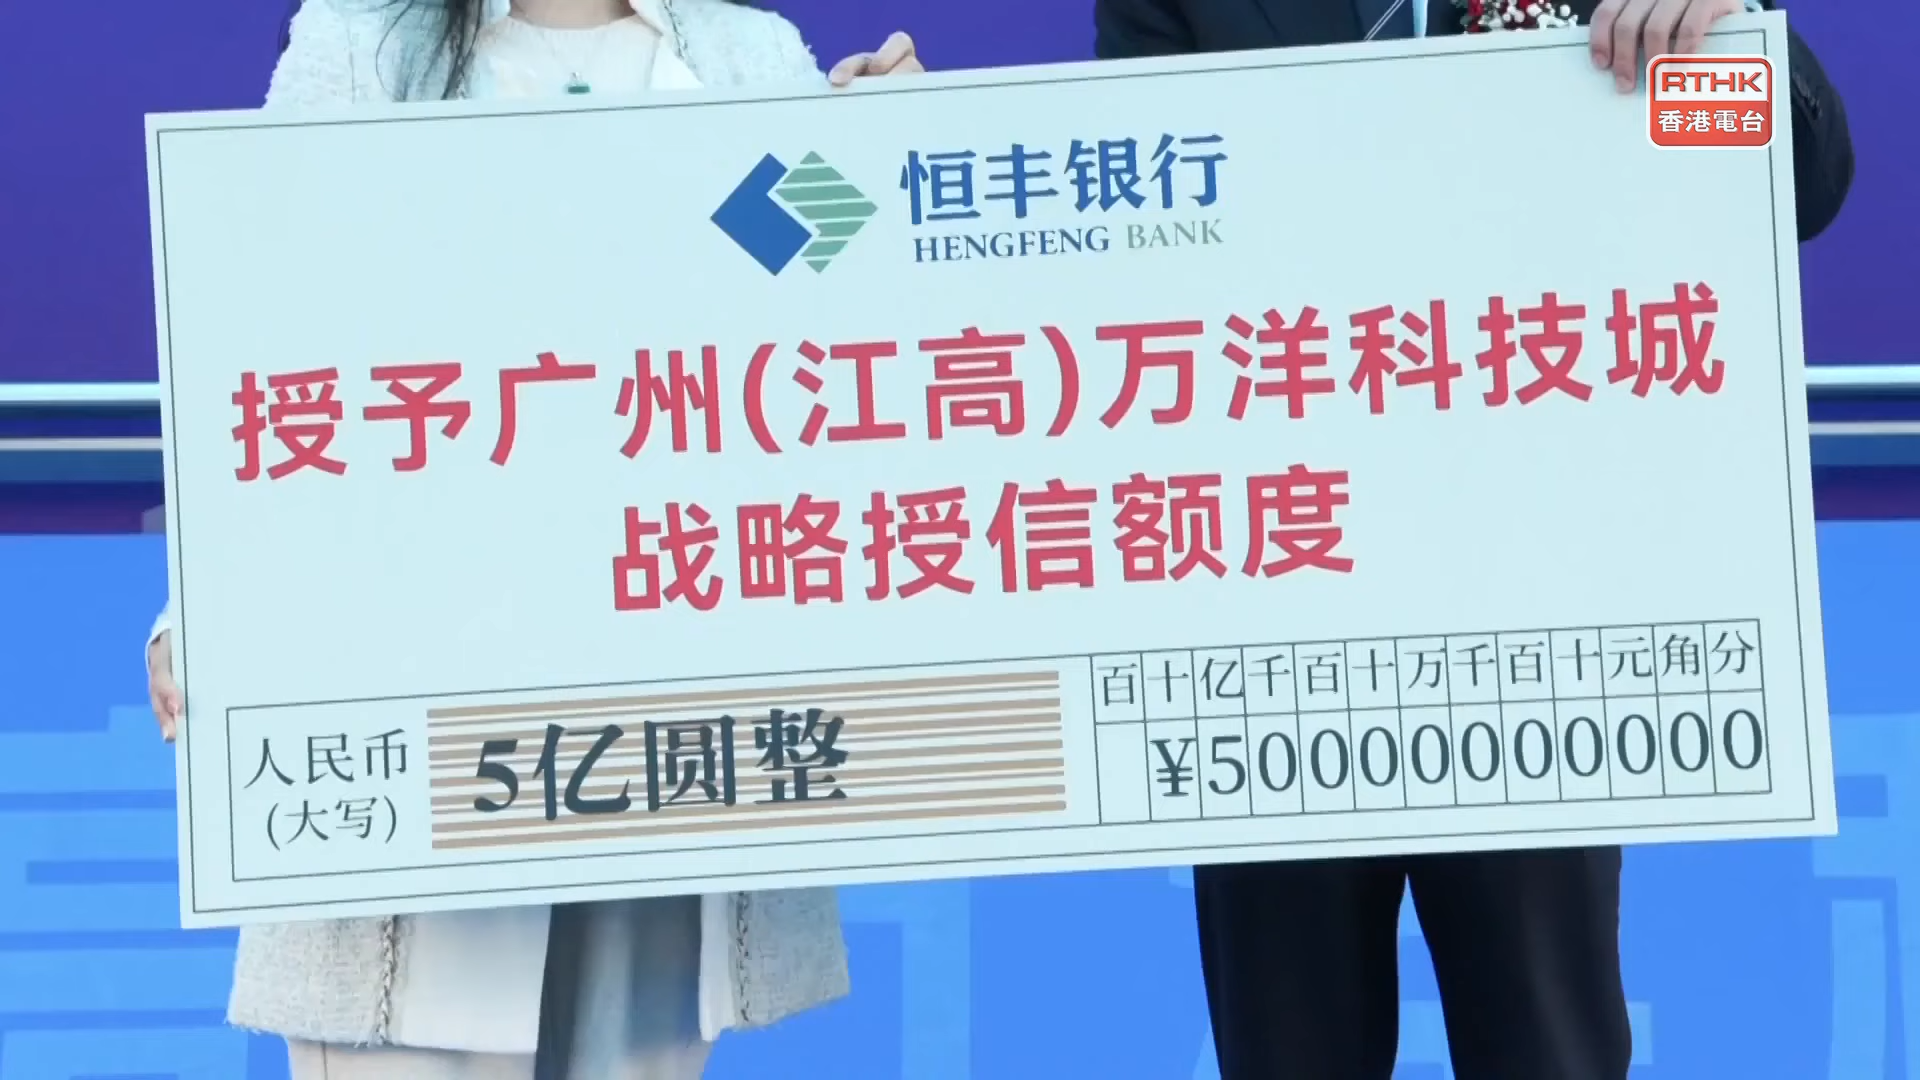 RTHK
香港電台
恒丰银行
HENGFENG BANK
授予广州(江高)万洋科技城
战略授信额度
百十亿千百十万千百十元角分
人民币
(大写)
5亿圆整
¥50000000000